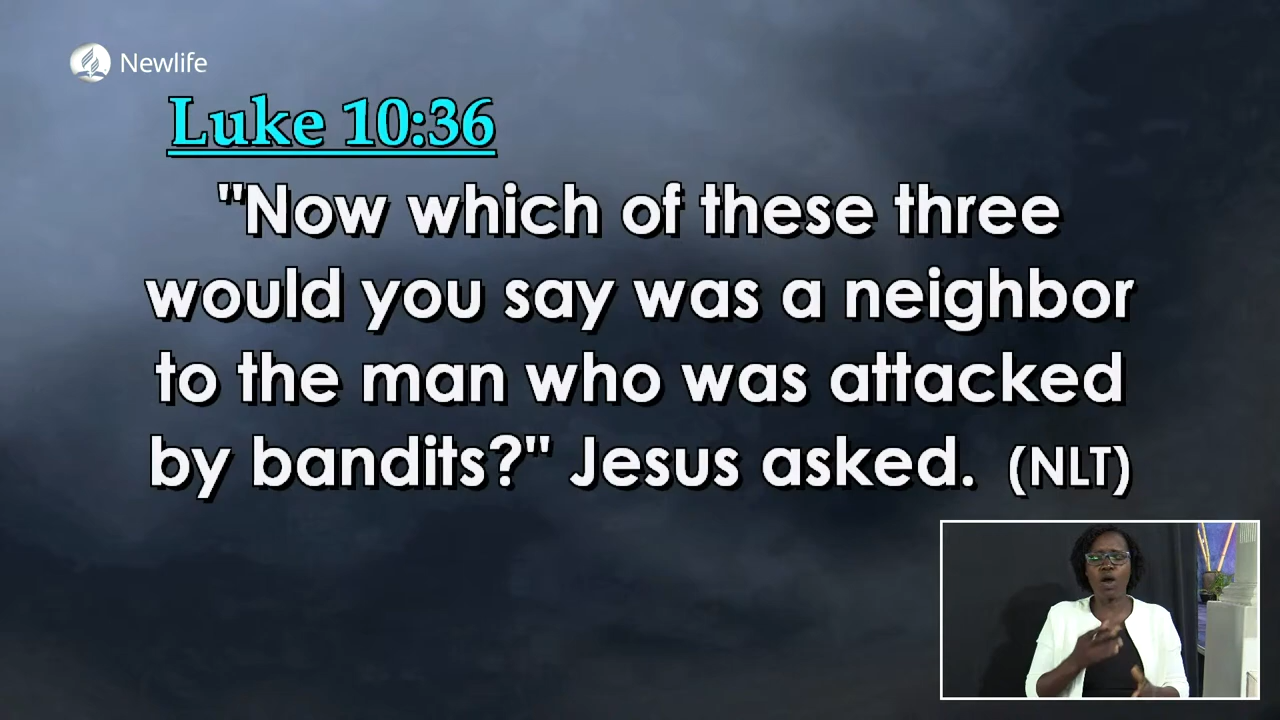 Newlife
Luke 10:36
"Now which of these three
would you say was a neighbor
to the man who was attacked
by bandits?" Jesus asked. (NLT)